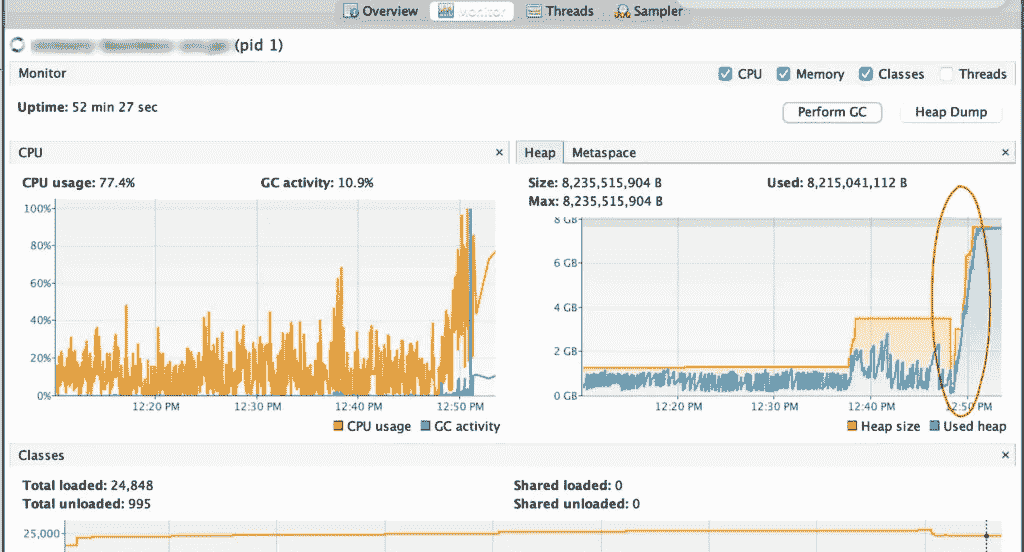 Overview Monitor Threads Sampler
(pid 1)
Monitor CPU Memory Classes Threads
Uptime: 52 min 27 sec
Perform GC Heap Dump
CPU × Heap Metaspace ×
CPU usage: 77.4% GC activity: 10.9% Size: 8,235,515,904 B Used: 8,215,041,112 B
Max: 8,235,515,904 B
100% 8 GB
80%
60% 6 GB
40% 4 GB
20% 2 GB
0% 0 GB
12:20 PM 12:30 PM 12:40 PM 12:50 PM 12:20 PM 12:30 PM 12:40 PM 12:50 PM
CPU usage GC activity Heap size Used heap
Classes ×
Total loaded: 24,848 Shared loaded: 0
Total unloaded: 995 Shared unloaded: 0
25,000